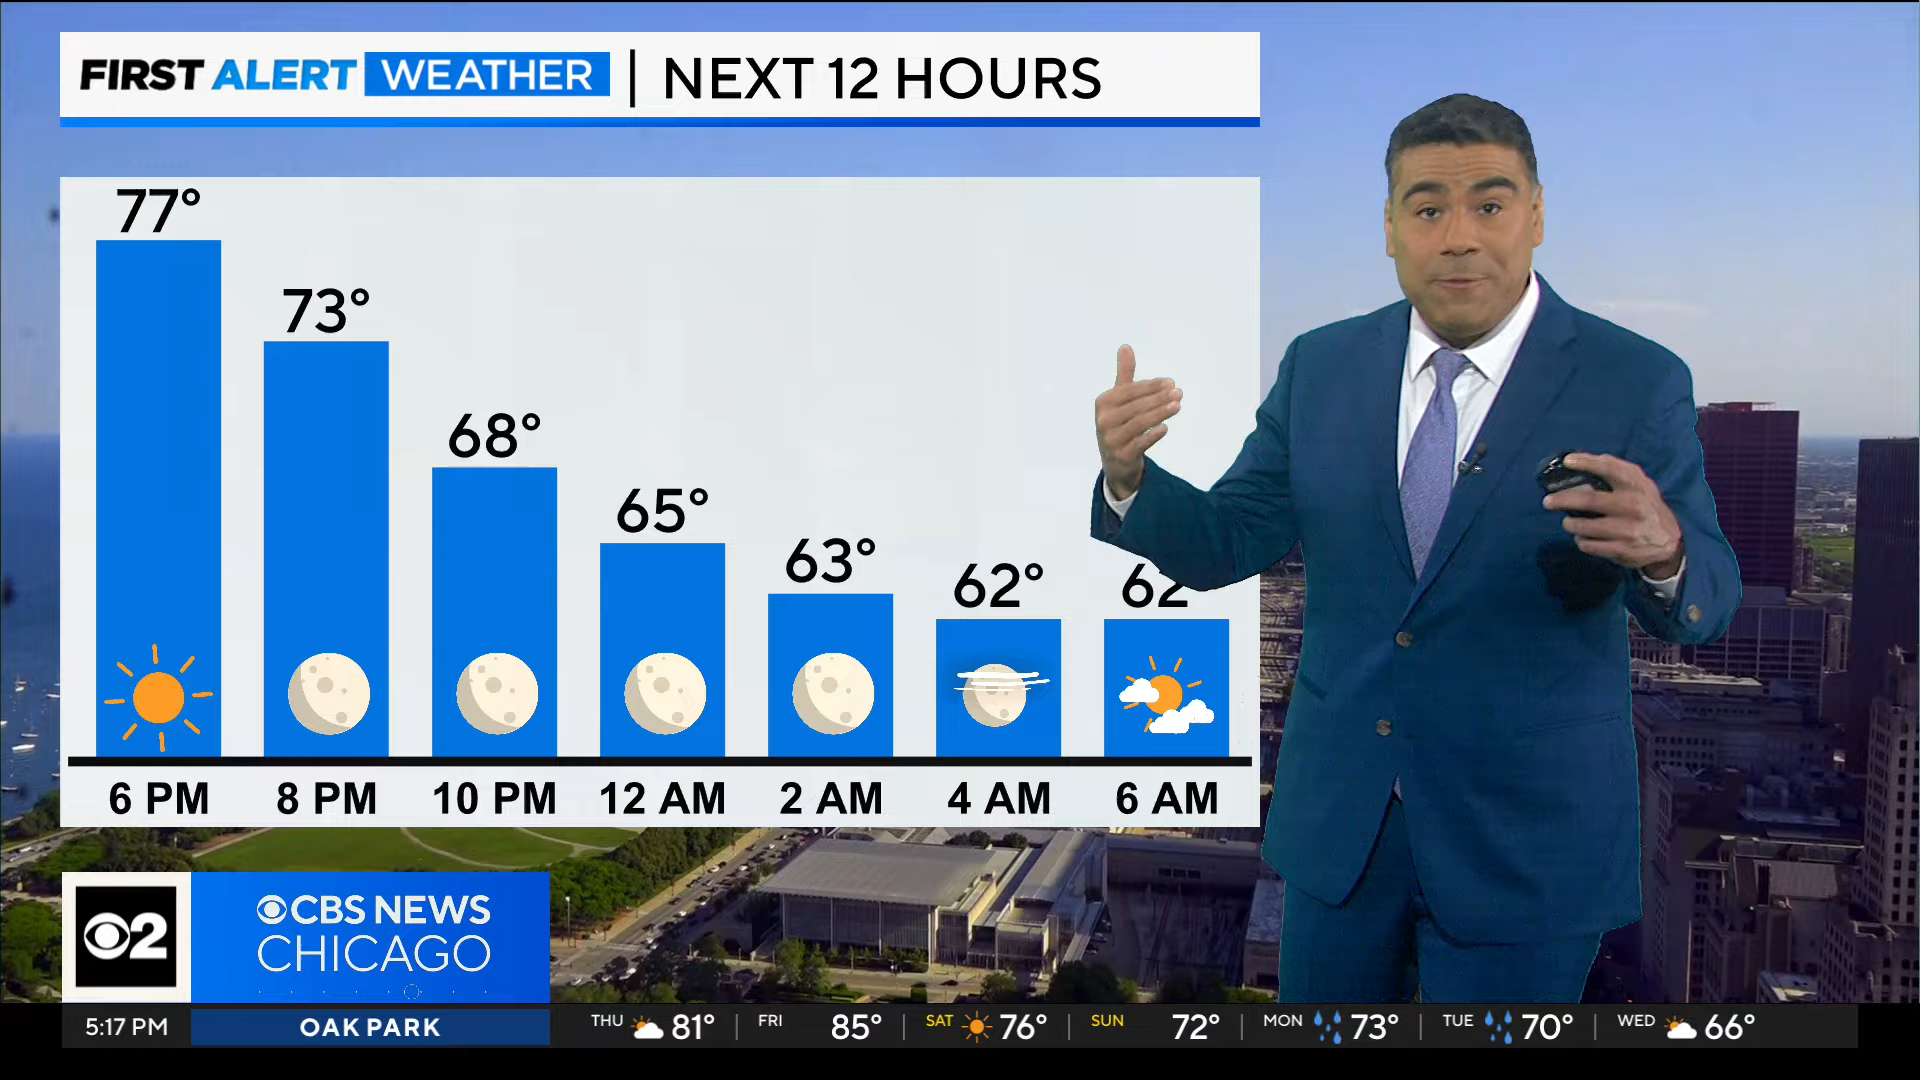 FIRST ALERT WEATHER | NEXT 12 HOURS
77°
73°
68°
65°
63°
62°
62
6 PM 8 PM 10 PM 12 AM 2 AM 4 AM 6 AM
2 CBS NEWS
CHICAGO
5:17 PM OAK PARK THU 81° | FRI 85° | SAT 76° | SUN 72° | MON 73° | TUE 70° | WED 66°